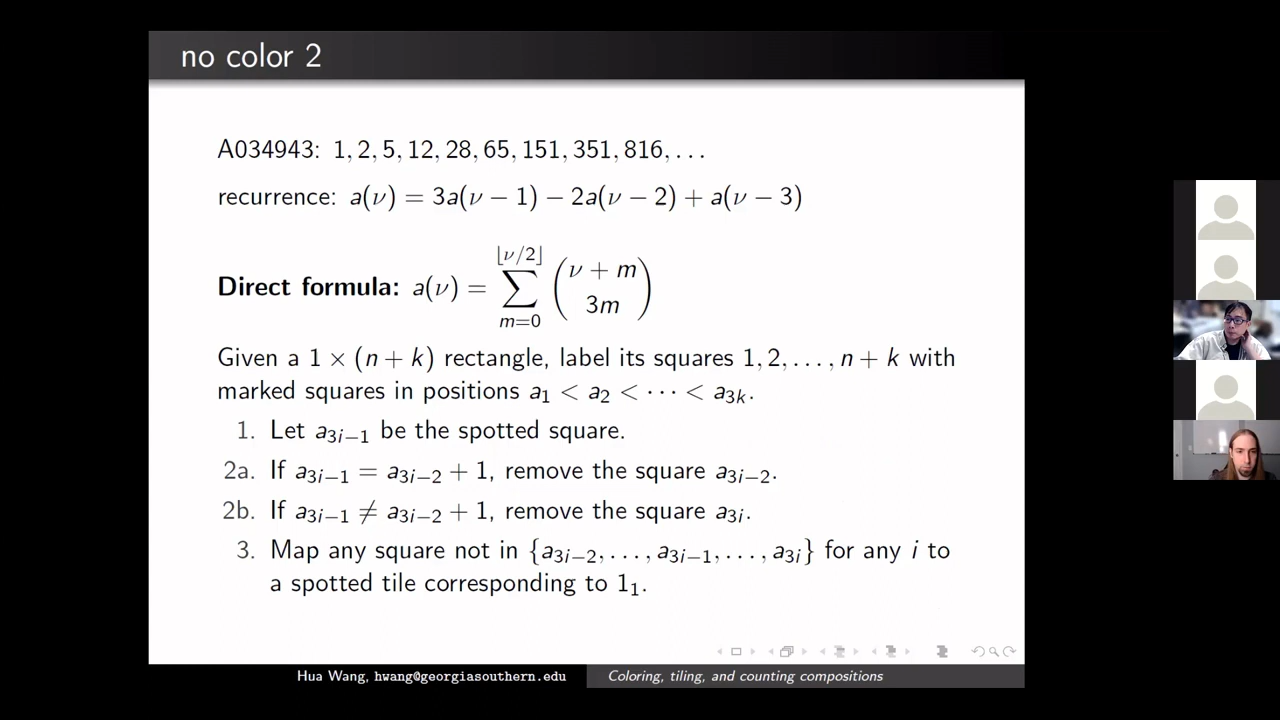 no color 2
A034943: 1, 2, 5, 12, 28, 65, 151, 351, 816, . . .
recurrence: a(ν) = 3a(ν − 1) − 2a(ν − 2) + a(ν − 3)
Direct formula: a(ν) = ∑_{m=0}^{⌊ν/2⌋} \binom{ν + m}{3m}
Given a 1 × (n + k) rectangle, label its squares 1, 2, . . . , n + k with
marked squares in positions a₁ < a₂ < · · · < a_{3k}.
1. Let a_{3i−1} be the spotted square.
2a. If a_{3i−1} = a_{3i−2} + 1, remove the square a_{3i−2}.
2b. If a_{3i−1} ≠ a_{3i−2} + 1, remove the square a_{3i}.
3. Map any square not in {a_{3i−2}, . . . , a_{3i−1}, . . . , a_{3i}} for any i to
a spotted tile corresponding to 1₁.
Hua Wang, hwang@georgiasouthern.edu
Coloring, tiling, and counting compositions